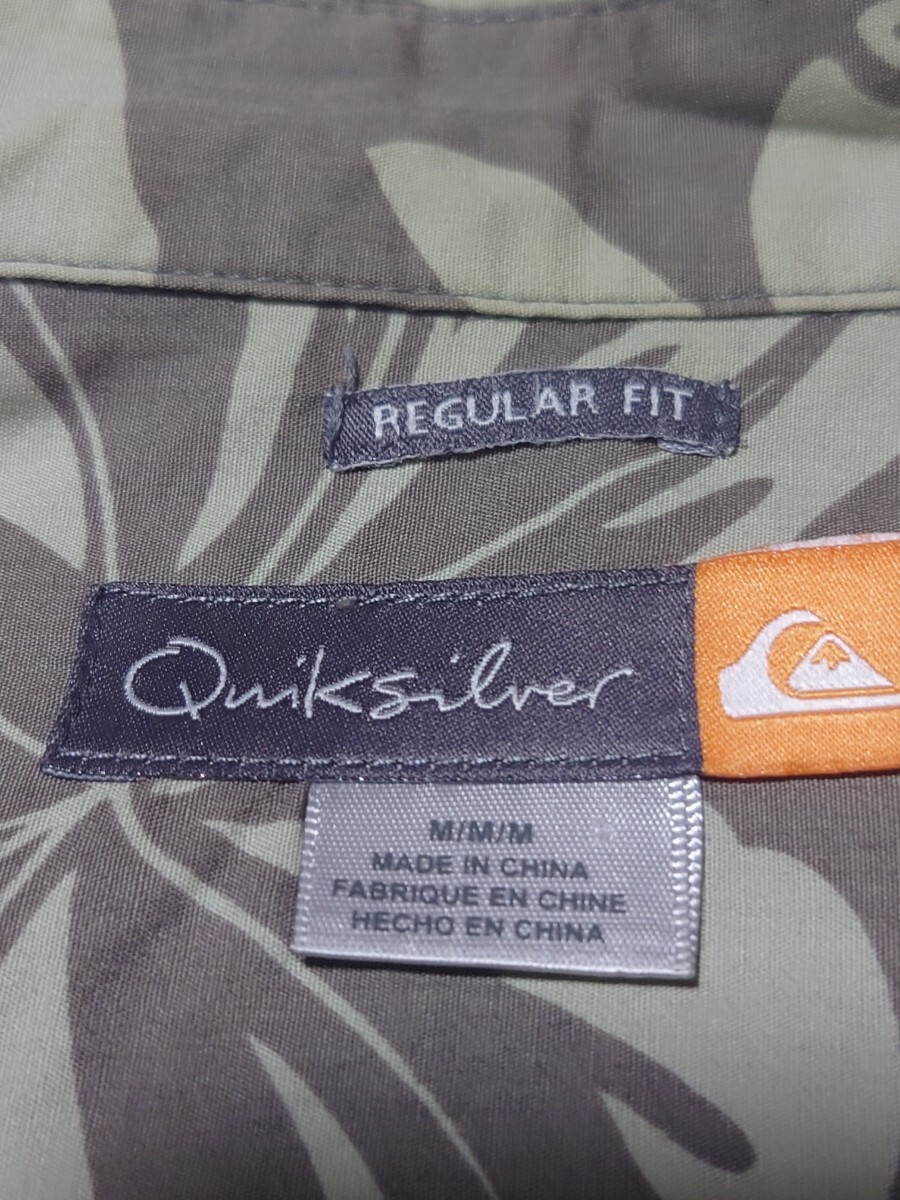 REGULAR FIT
Quiksilver
M/M/M
MADE IN CHINA
FABRIQUE EN CHINE
HECHO EN CHINA